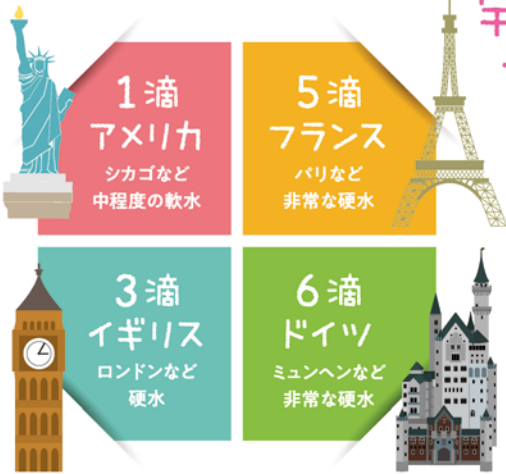 1滴
アメリカ
シカゴなど
中程度の軟水
5滴
フランス
パリなど
非常な硬水
3滴
イギリス
ロンドンなど
硬水
6滴
ドイツ
ミュンヘンなど
非常な硬水